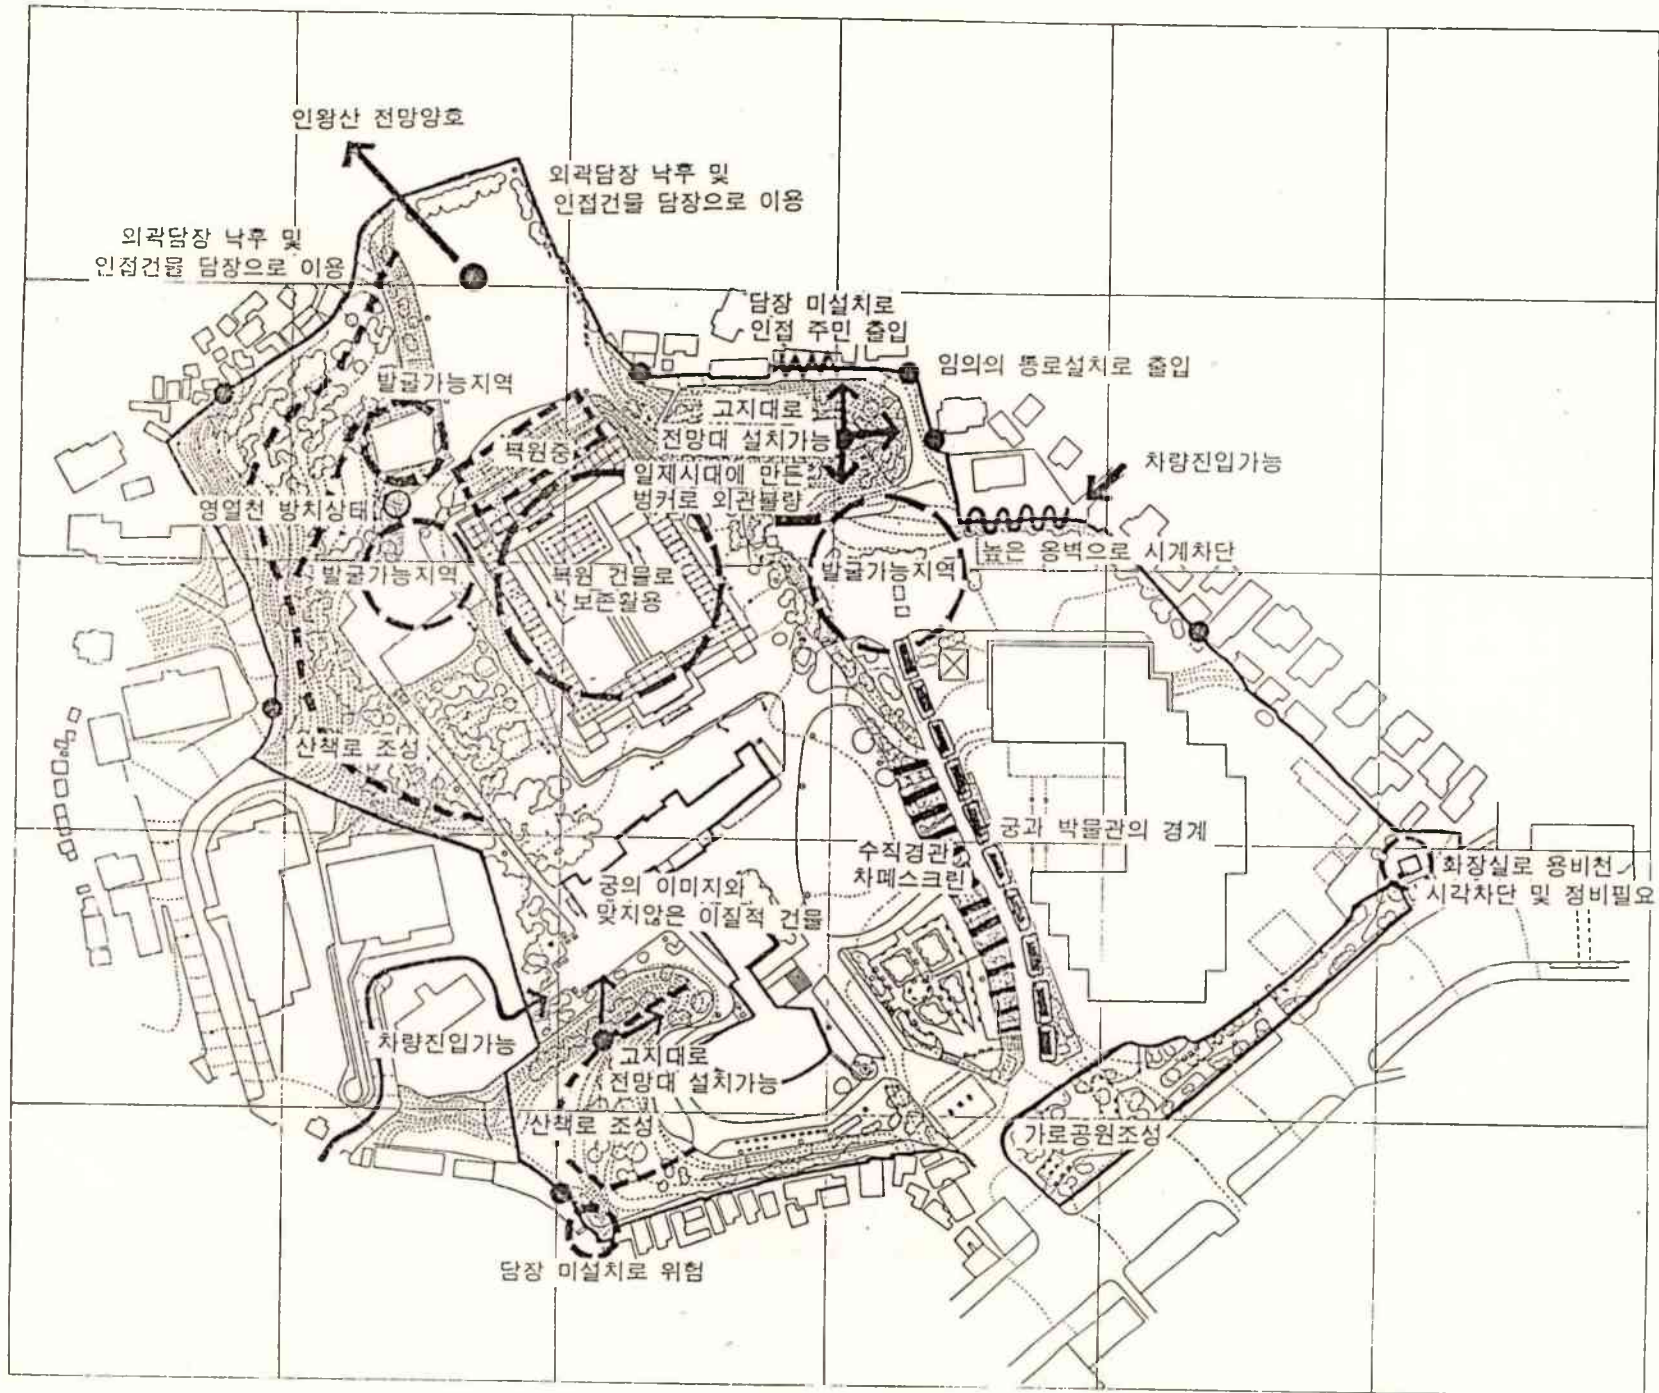 인왕산 전망양호
외곽담장 낙후 및
인접건물 담장으로 이용
외곽담장 낙후 및
인접건물 담장으로 이용
담장 미설치로
인접 주민 출입
임의의 통로설치로 출입
발굴가능지역
고지대로
전망대 설치가능
복원중
일제시대에 만든
벙커로 외관불량
차량진입가능
영열천 방치상태
높은 옹벽으로 시계차단
발굴가능지역
복원 건물로
보존활용
발굴가능지역
산책로 조성
궁과 박물관의 경계
수직경관
차폐스크린
화장실로 용비천
시각차단 및 정비필요
궁의 이미지와
맞지않은 이질적 건물
차량진입가능
고지대로
전망대 설치가능
산책로 조성
가로공원조성
담장 미설치로 위험